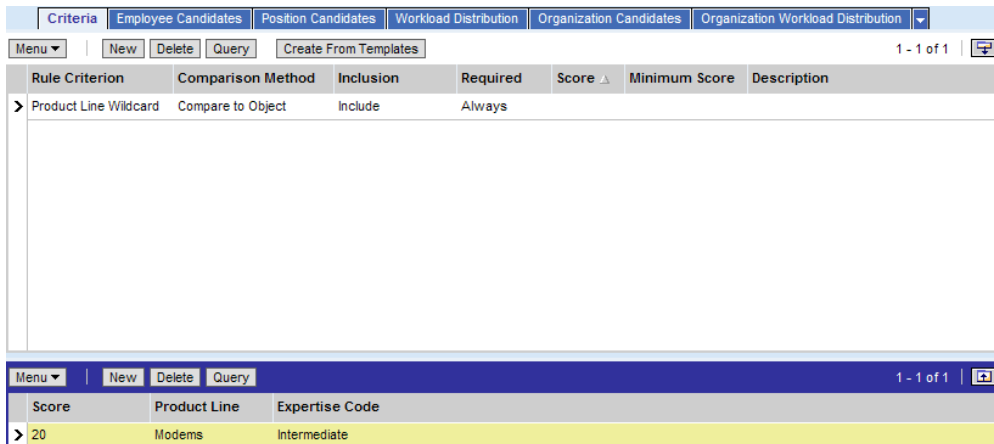 Criteria Employee Candidates Position Candidates Workload Distribution Organization Candidates Organization Workload Distribution
Menu New Delete Query Create From Templates 1 - 1 of 1
Rule Criterion Comparison Method Inclusion Required Score Minimum Score Description
Product Line Wildcard Compare to Object Include Always
Menu New Delete Query 1 - 1 of 1
Score Product Line Expertise Code
20 Modems Intermediate